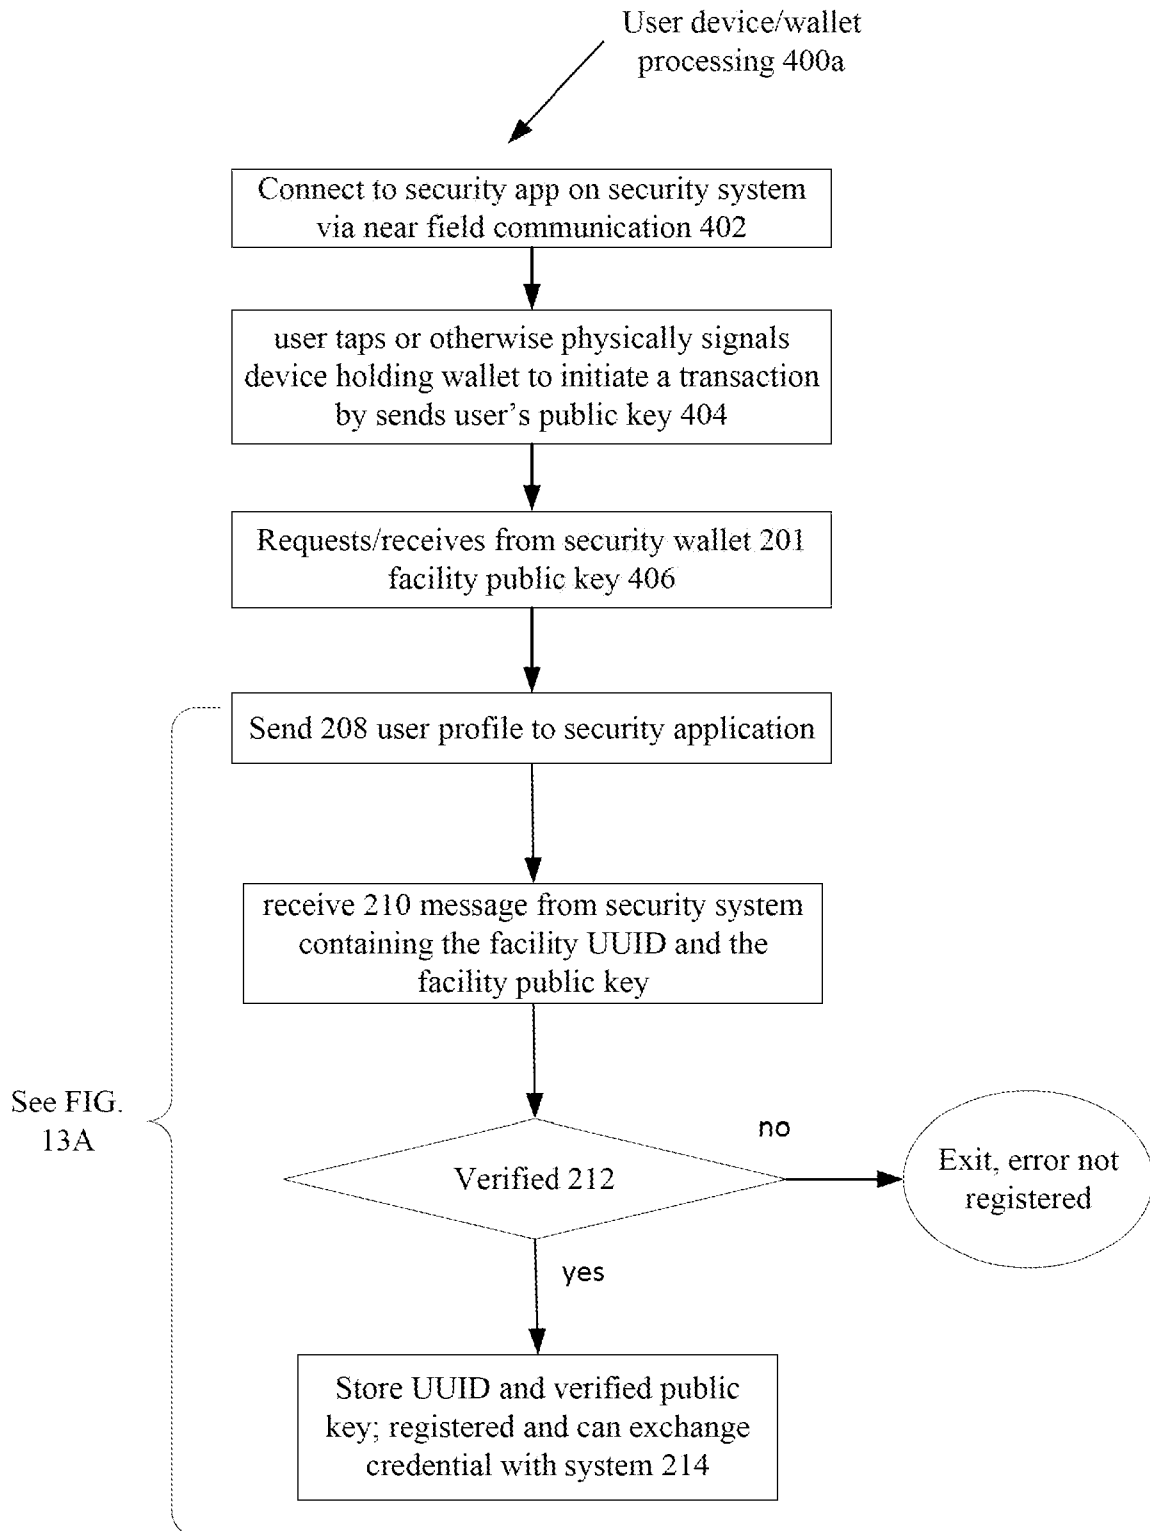 User device/wallet
processing 400a
Connect to security app on security system
via near field communication 402
user taps or otherwise physically signals
device holding wallet to initiate a transaction
by sends user's public key 404
Requests/receives from security wallet 201
facility public key 406
Send 208 user profile to security application
receive 210 message from security system
containing the facility UUID and the
facility public key
See FIG.
13A
Verified 212
no
Exit, error not
registered
yes
Store UUID and verified public
key; registered and can exchange
credential with system 214